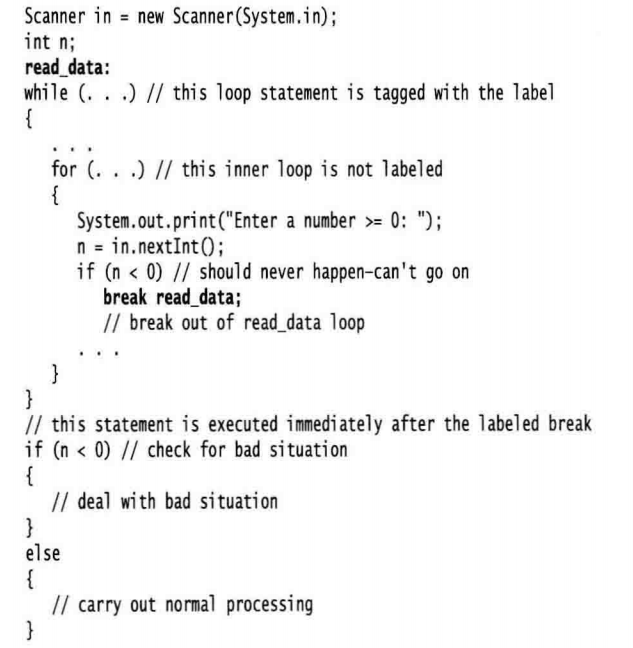 Scanner in = new Scanner(System.in);
int n;
read_data:
while (. . .) // this loop statement is tagged with the label
{
   . . .
   for (. . .) // this inner loop is not labeled
   {
      System.out.print("Enter a number >= 0: ");
      n = in.nextInt();
      if (n < 0) // should never happen-can't go on
         break read_data;
         // break out of read_data loop
      . . .
   }
}
// this statement is executed immediately after the labeled break
if (n < 0) // check for bad situation
{
   // deal with bad situation
}
else
{
   // carry out normal processing
}